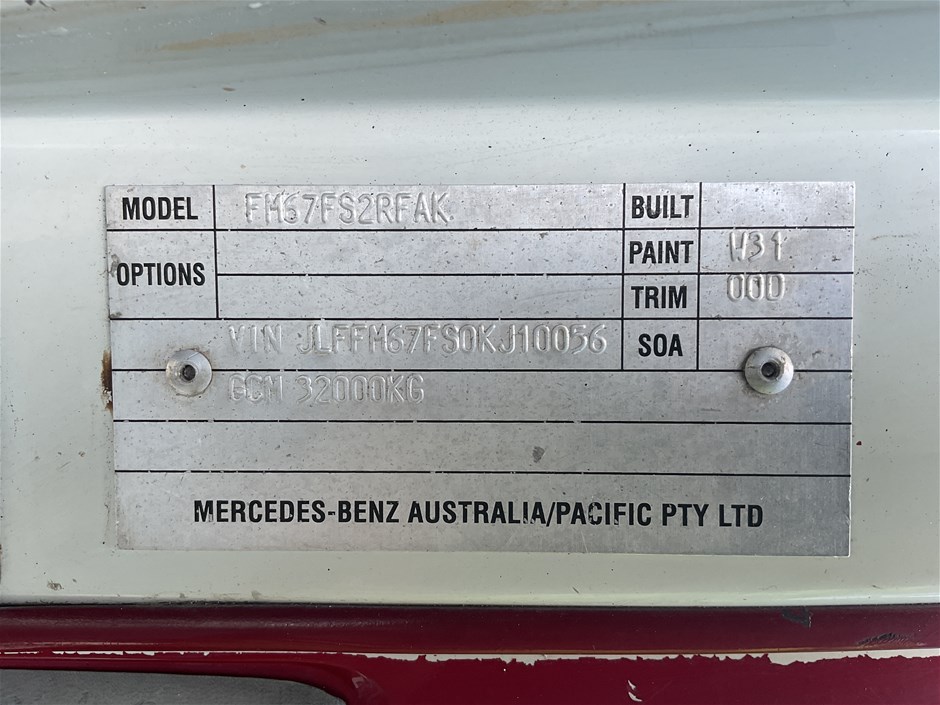 MODEL FM67FS2RFAK BUILT
OPTIONS PAINT W31
TRIM 000
VIN JLFFM67FS0KJ10056 SOA
GCM 32000KG
MERCEDES-BENZ AUSTRALIA/PACIFIC PTY LTD